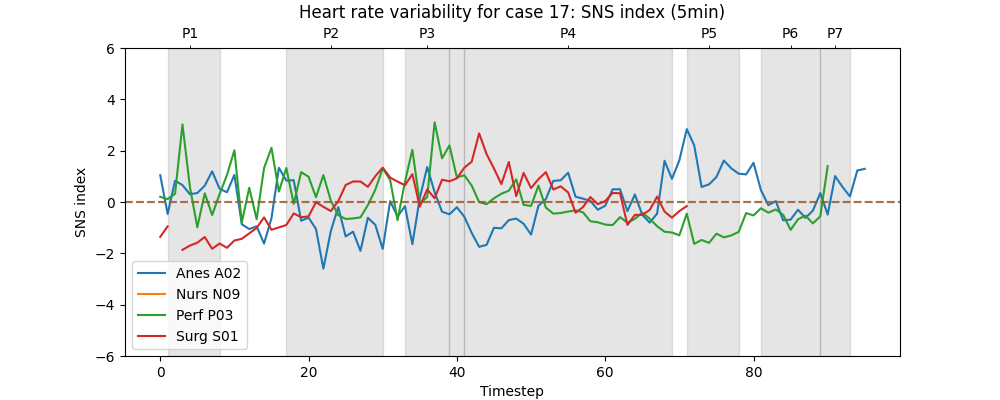 Heart rate variability for case 17: SNS index (5min)
P1 P2 P3 P4 P5 P6 P7
6
4
2
0
−2
−4
−6
SNS index
Anes A02
Nurs N09
Perf P03
Surg S01
0 20 40 60 80
Timestep